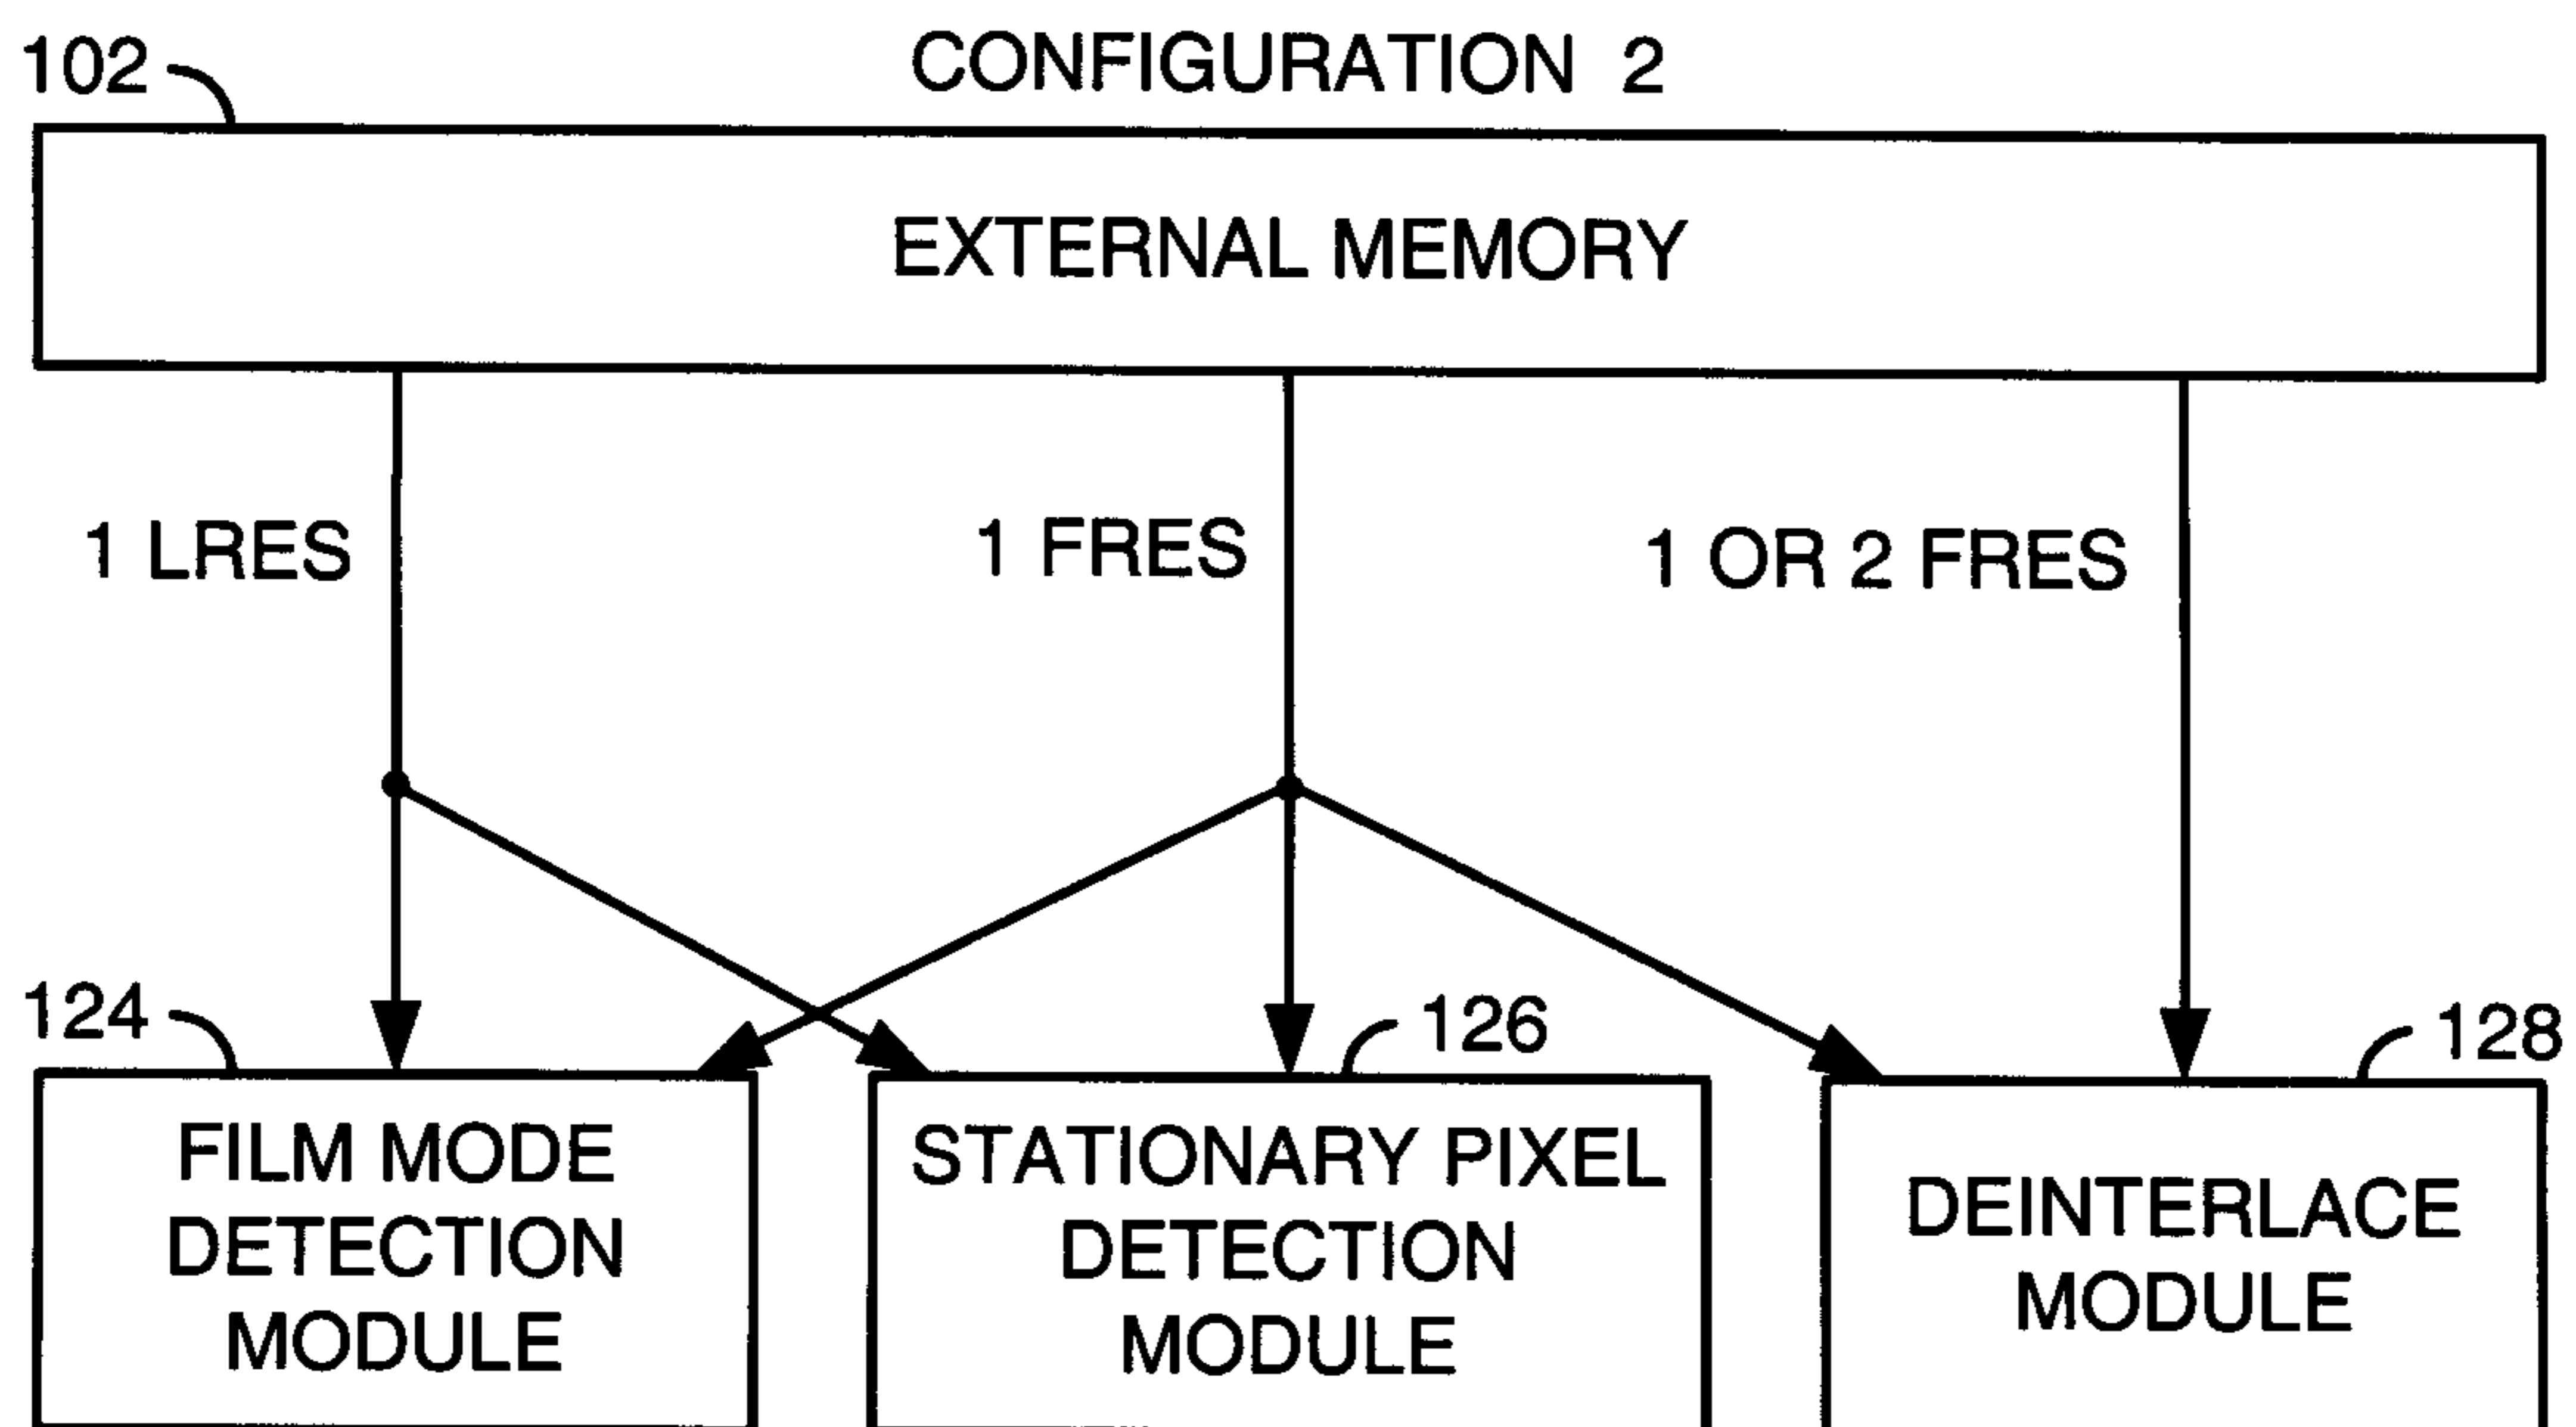 CONFIGURATION 2
102
EXTERNAL MEMORY
1 LRES
1 FRES
1 OR 2 FRES
124
126
128
FILM MODE
DETECTION
MODULE
STATIONARY PIXEL
DETECTION
MODULE
DEINTERLACE
MODULE